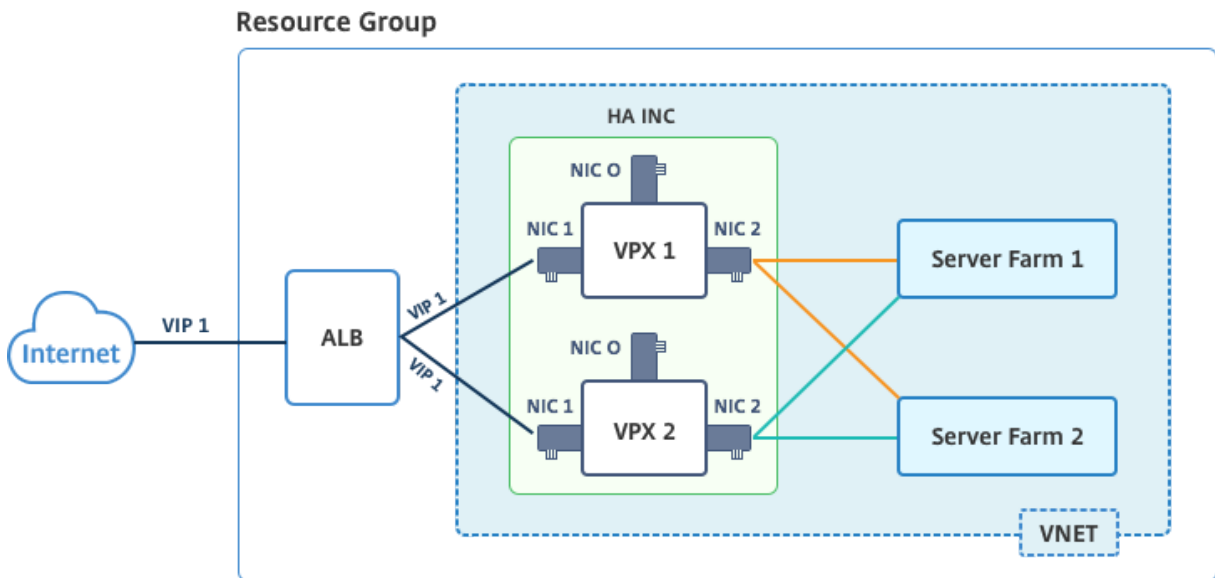 Resource Group
HA INC
NIC O
NIC 1
VPX 1
NIC 2
Server Farm 1
VIP 1
VIP 1
ALB
Internet
VIP 1
NIC O
NIC 1
VPX 2
NIC 2
Server Farm 2
VNET